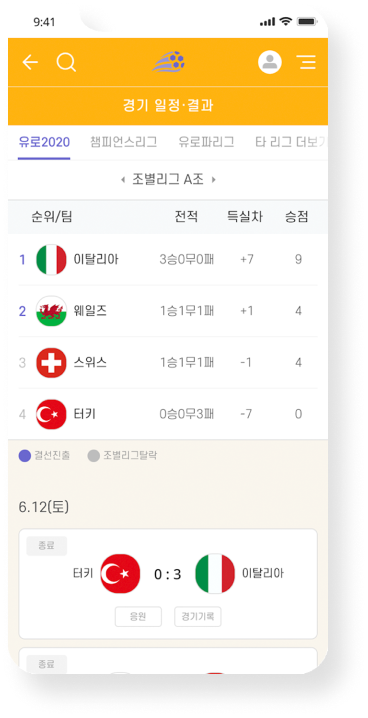 9:41
경기 일정·결과
유로2020 챔피언스리그 유로파리그 타 리그 더보기
조별리그 A조
순위/팀 전적 득실차 승점
1 이탈리아 3승0무0패 +7 9
2 웨일즈 1승1무1패 +1 4
3 스위스 1승1무1패 -1 4
4 터키 0승0무3패 -7 0
결선진출 조별리그탈락
6.12(토)
종료
터키 0:3 이탈리아
응원 경기기록
종료